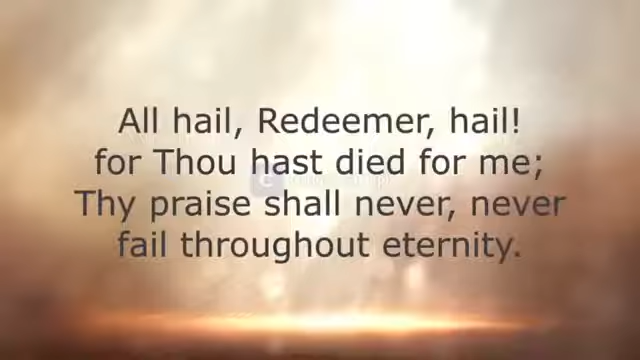 All hail, Redeemer, hail!
for Thou hast died for me;
Thy praise shall never, never
fail throughout eternity.